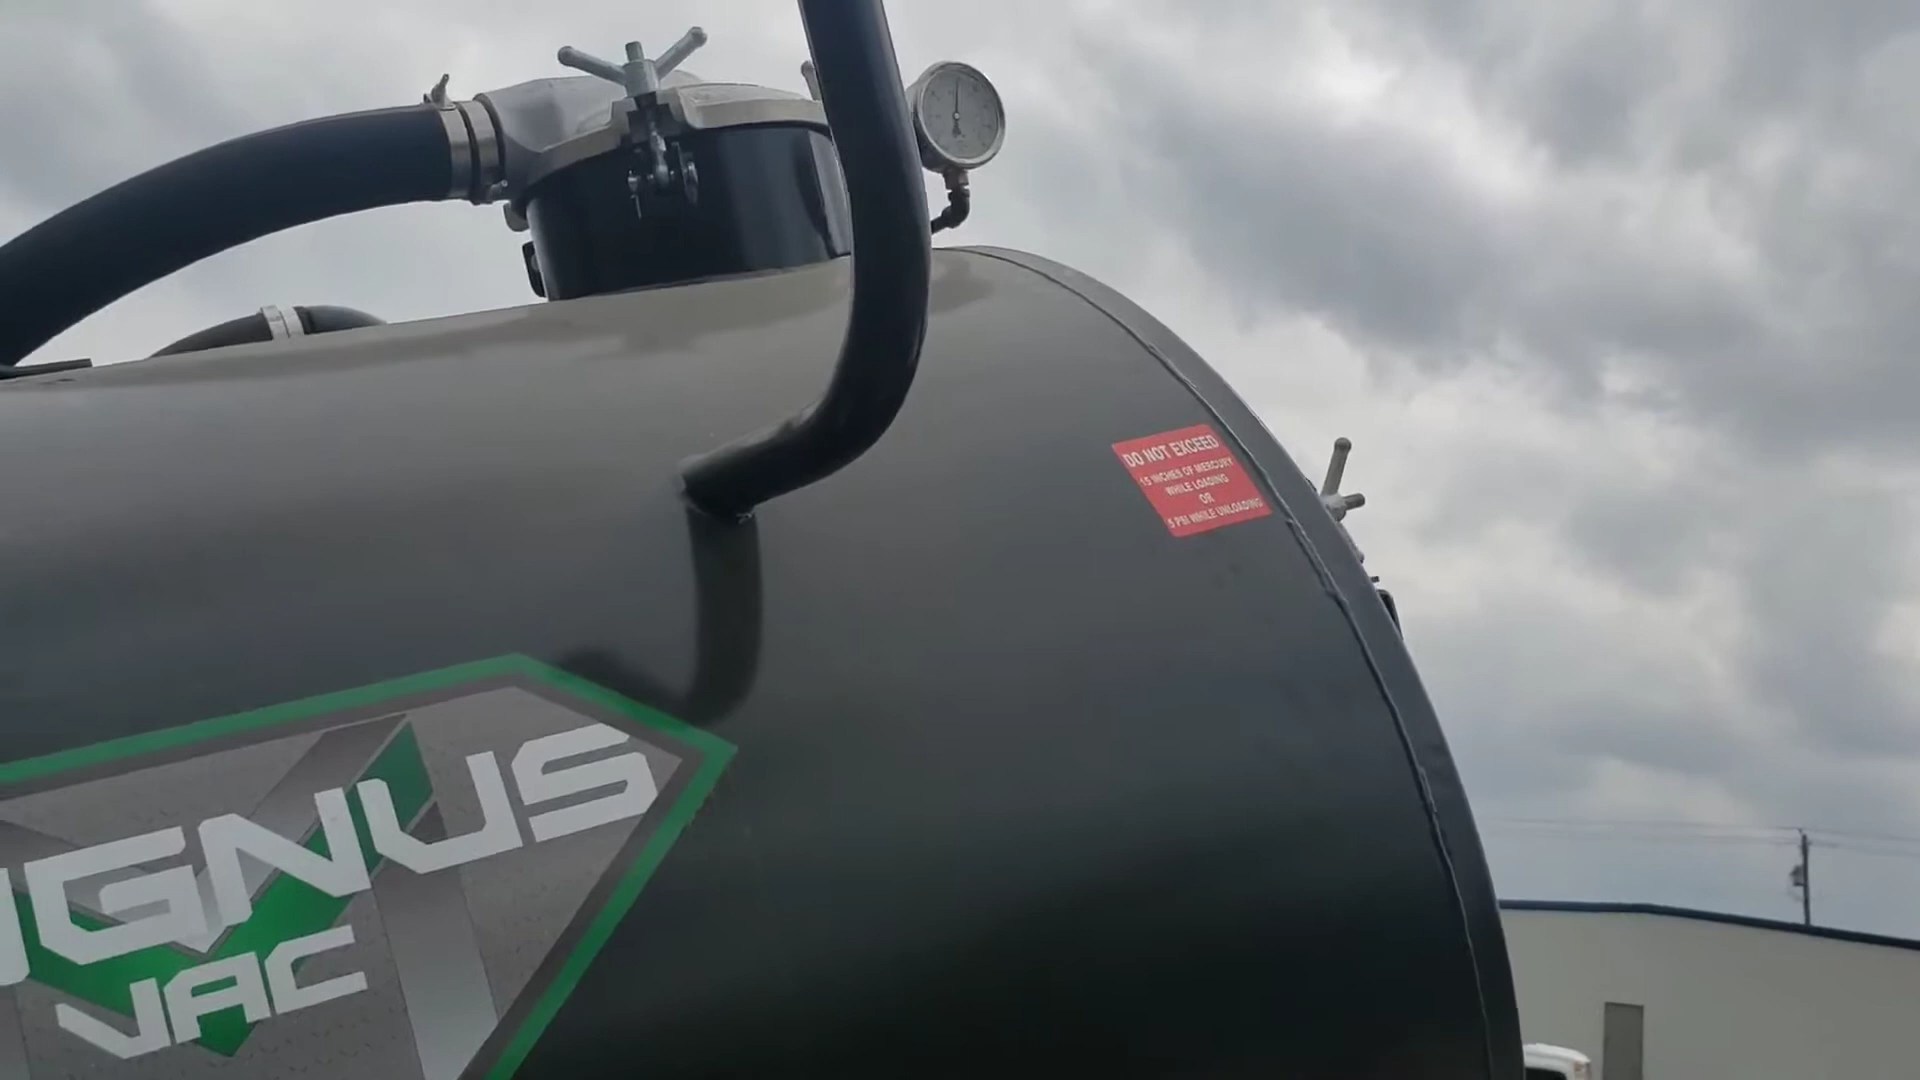 DO NOT EXCEED
15 INCHES OF MERCURY
WHILE LOADING
OR
5 PSI WHILE UNLOADING
IGNUS
VAC